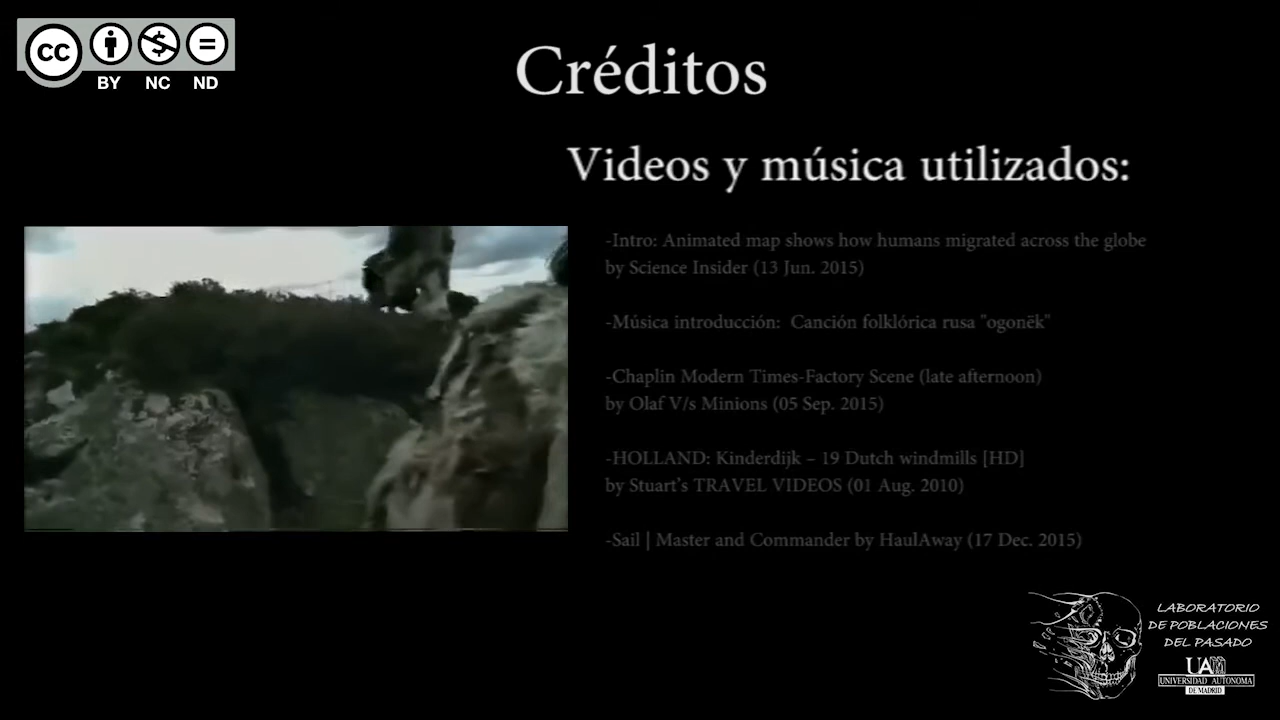 CC
BY NC ND
Créditos
Videos y música utilizados:
-Intro: Animated map shows how humans migrated across the globe
by Science Insider (13 Jun. 2015)
-Música introducción:  Canción folklórica rusa "ogonëk"
-Chaplin Modern Times-Factory Scene (late afternoon)
by Olaf V/s Minions (05 Sep. 2015)
-HOLLAND: Kinderdijk – 19 Dutch windmills [HD]
by Stuart's TRAVEL VIDEOS (01 Aug. 2010)
-Sail | Master and Commander by HaulAway (17 Dec. 2015)
LABORATORIO
DE POBLACIONES
DEL PASADO
UAM
UNIVERSIDAD AUTONOMA
DE MADRID